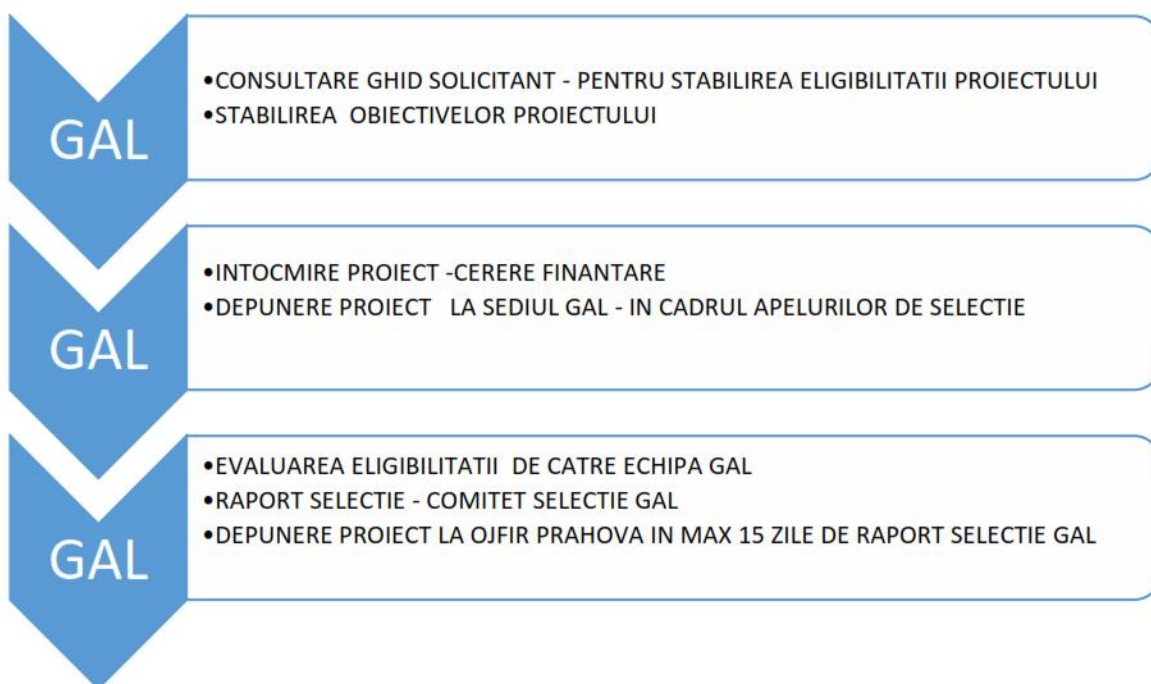 GAL
•CONSULTARE GHID SOLICITANT - PENTRU STABILIREA ELIGIBILITATII PROIECTULUI
•STABILIREA OBIECTIVELOR PROIECTULUI
GAL
•INTOCMIRE PROIECT -CERERE FINANTARE
•DEPUNERE PROIECT LA SEDIUL GAL - IN CADRUL APELURILOR DE SELECTIE
GAL
•EVALUAREA ELIGIBILITATII DE CATRE ECHIPA GAL
•RAPORT SELECTIE - COMITET SELECTIE GAL
•DEPUNERE PROIECT LA OJFIR PRAHOVA IN MAX 15 ZILE DE RAPORT SELECTIE GAL